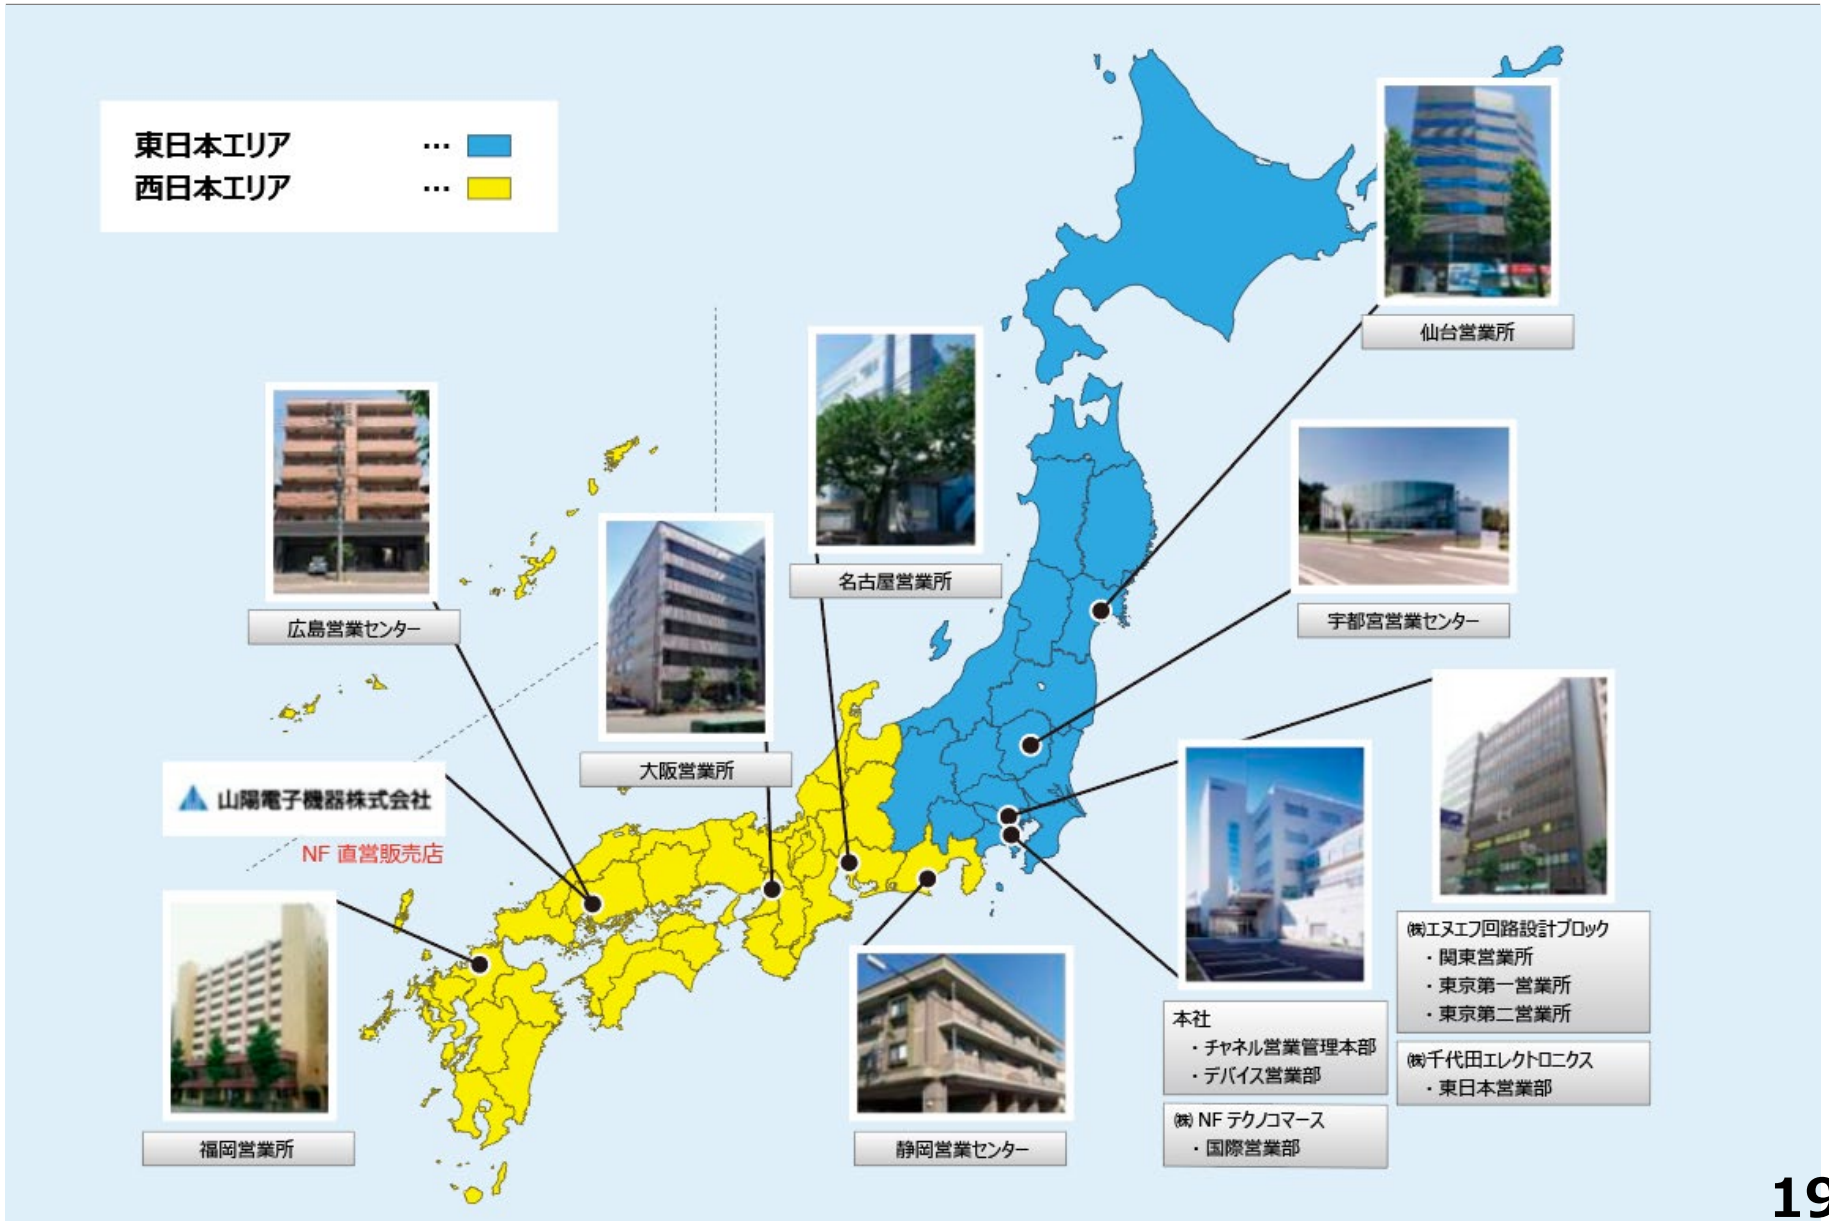 東日本エリア …
西日本エリア …
仙台営業所
名古屋営業所
宇都宮営業センター
広島営業センター
大阪営業所
山陽電子機器株式会社
NF 直営販売店
福岡営業所
静岡営業センター
本社
・チャネル営業管理本部
・デバイス営業部
㈱NF テクノコマース
・国際営業部
㈱エヌエフ回路設計ブロック
・関東営業所
・東京第一営業所
・東京第二営業所
㈱千代田エレクトロニクス
・東日本営業部
19